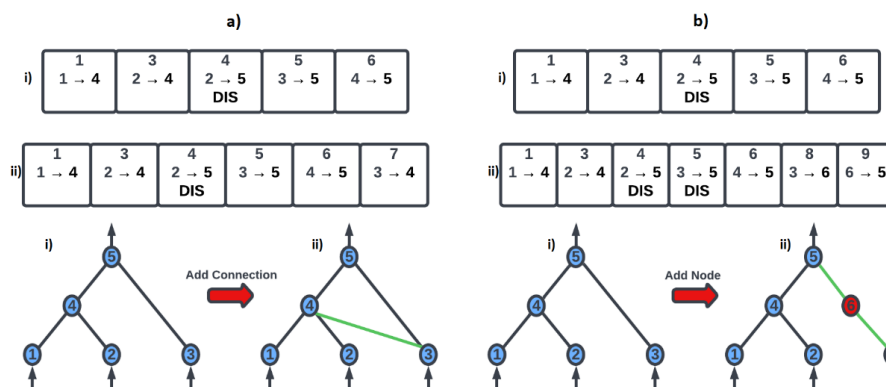 a)
b)
i)
1 3 4 5 6
1 → 4 2 → 4 2 → 5 3 → 5 4 → 5
DIS
i)
1 3 4 5 6
1 → 4 2 → 4 2 → 5 3 → 5 4 → 5
DIS
ii)
1 3 4 5 6 7
1 → 4 2 → 4 2 → 5 3 → 5 4 → 5 3 → 4
DIS
ii)
1 3 4 5 6 8 9
1 → 4 2 → 4 2 → 5 3 → 5 4 → 5 3 → 6 6 → 5
DIS DIS
i)
5
4
1 2 3
Add Connection
ii)
5
4
1 2 3
i)
5
4
1 2 3
Add Node
ii)
5
4 6
1 2